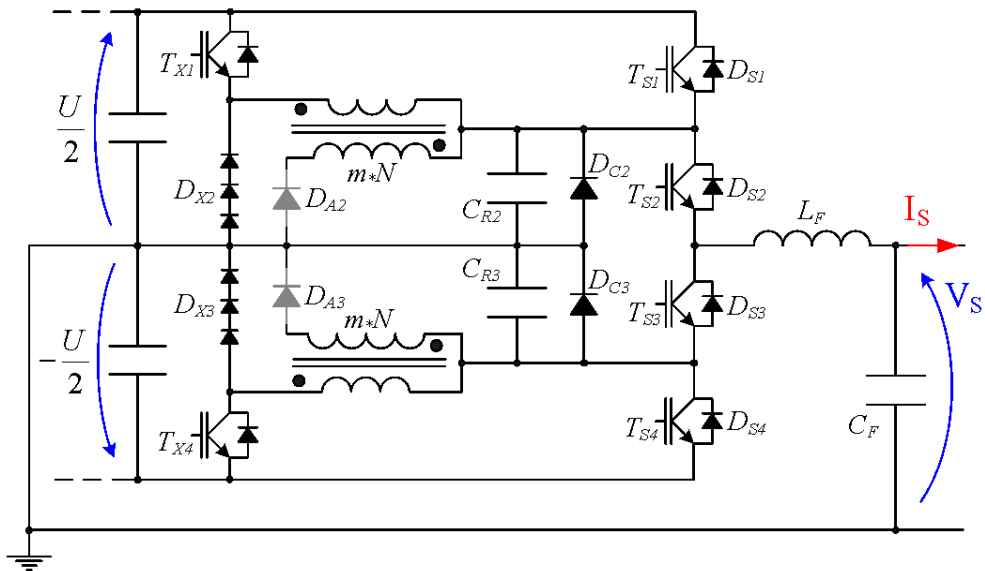 T_X1
T_S1
D_S1
U/2
D_X2
m*N
D_A2
C_R2
D_C2
T_S2
D_S2
L_F
I_S
D_X3
D_A3
m*N
C_R3
D_C3
T_S3
D_S3
V_S
-U/2
T_X4
T_S4
D_S4
C_F